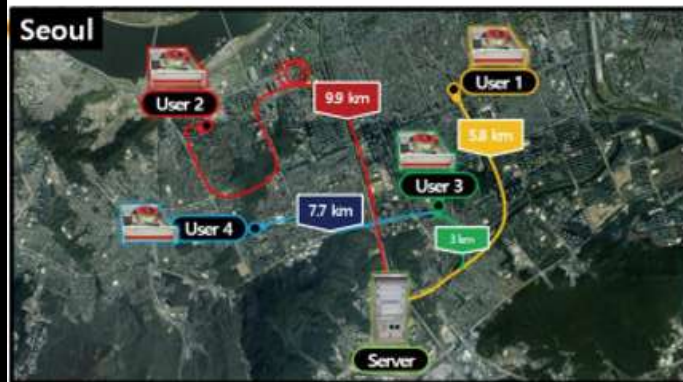 Seoul
User 1
User 2
9.9 km
5.8 km
User 3
7.7 km
User 4
3 km
Server